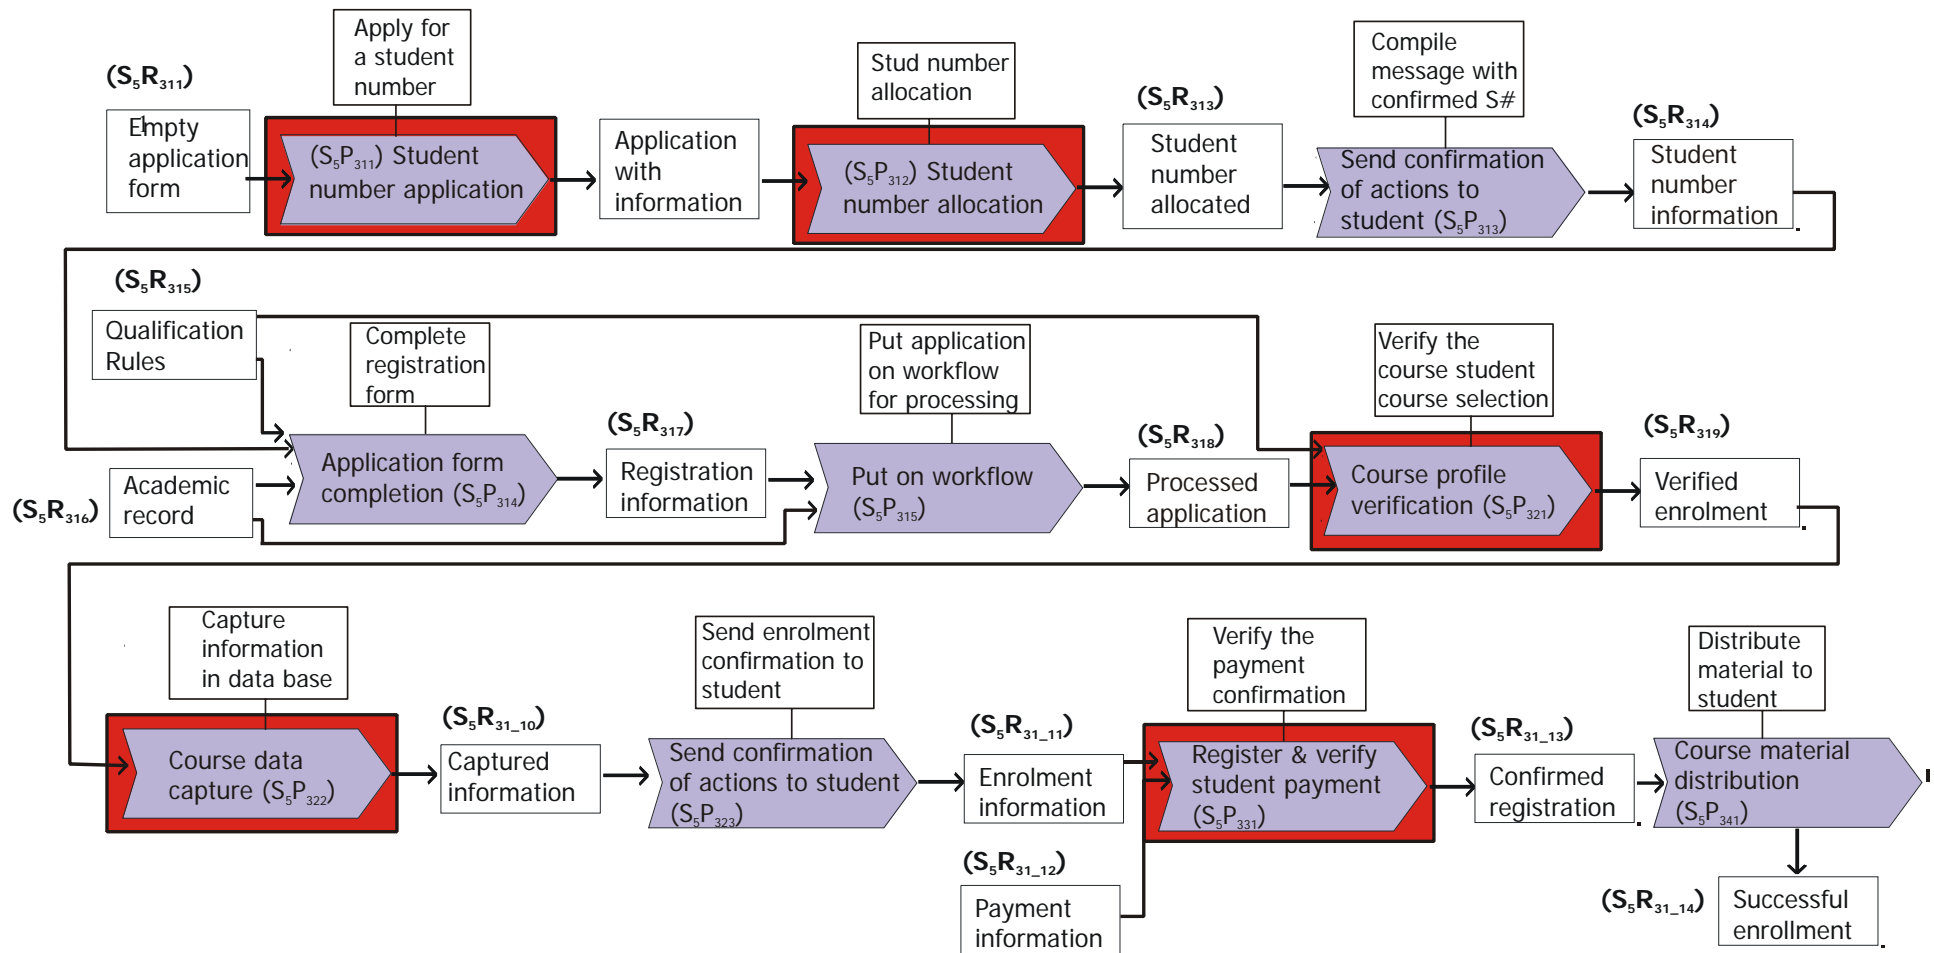 Apply for
a student
number
(S₅R₃₁₁)
Empty
application
form
(S₅P₃₁₁) Student
number application
Application
with
information
Stud number
allocation
(S₅P₃₁₂) Student
number allocation
(S₅R₃₁₃)
Student
number
allocated
Compile
message with
confirmed S#
Send confirmation
of actions to
student (S₅P₃₁₃)
(S₅R₃₁₄)
Student
number
information
(S₅R₃₁₅)
Qualification
Rules
Complete
registration
form
(S₅R₃₁₆)
Academic
record
Application form
completion (S₅P₃₁₄)
(S₅R₃₁₇)
Registration
information
Put application
on workflow
for processing
Put on workflow
(S₅P₃₁₅)
(S₅R₃₁₈)
Processed
application
Verify the
course student
course selection
Course profile
verification (S₅P₃₂₁)
(S₅R₃₁₉)
Verified
enrolment
Capture
information
in data base
Course data
capture (S₅P₃₂₂)
(S₅R₃₁_₁₀)
Captured
information
Send enrolment
confirmation to
student
Send confirmation
of actions to student
(S₅P₃₂₃)
(S₅R₃₁_₁₁)
Enrolment
information
(S₅R₃₁_₁₂)
Payment
information
Verify the
payment
confirmation
Register & verify
student payment
(S₅P₃₃₁)
(S₅R₃₁_₁₃)
Confirmed
registration
Distribute
material to
student
Course material
distribution
(S₅P₃₄₁)
(S₅R₃₁_₁₄)
Successful
enrollment